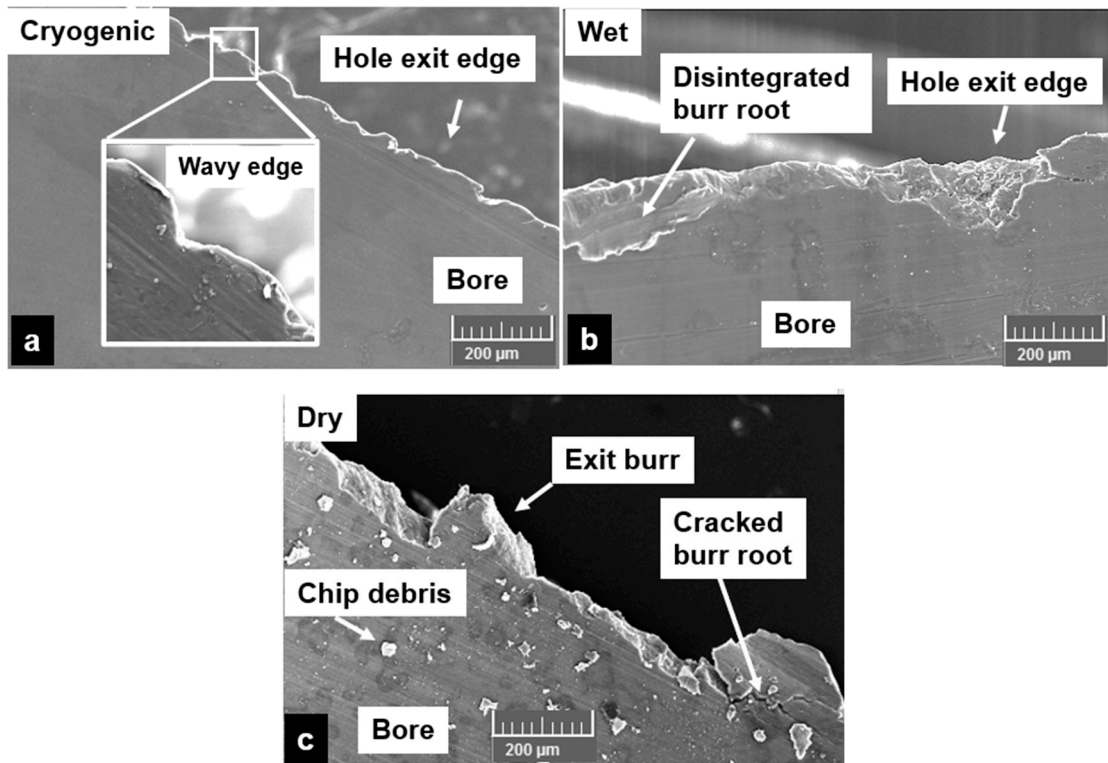 Cryogenic
Hole exit edge
Wavy edge
Bore
a
200 µm
Wet
Disintegrated
burr root
Hole exit edge
Bore
b
200 µm
Dry
Exit burr
Cracked
burr root
Chip debris
Bore
c
200 µm